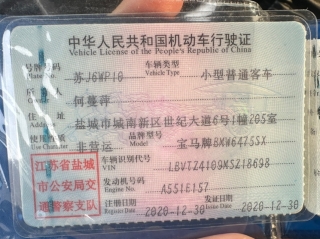 中华人民共和国机动车行驶证
Vehicle License of the People's Republic of China
号牌号码 苏J6WP10 车辆类型 小型普通客车
Plate No. Vehicle Type
所有人 何蔓萍
Owner
住址 盐城市城南新区世纪大道6号1幢205室
Address
使用性质 非营运 品牌型号 宝马牌BMW6475SX
Use Character Model
江苏省盐城
市公安局交
通警察支队
车辆识别代号 LBVTZ4109MSZ18698
VIN
发动机号码 A5516157
Engine No.
注册日期 2020-12-30 发证日期 2020-12-30
Register Date Issue Date